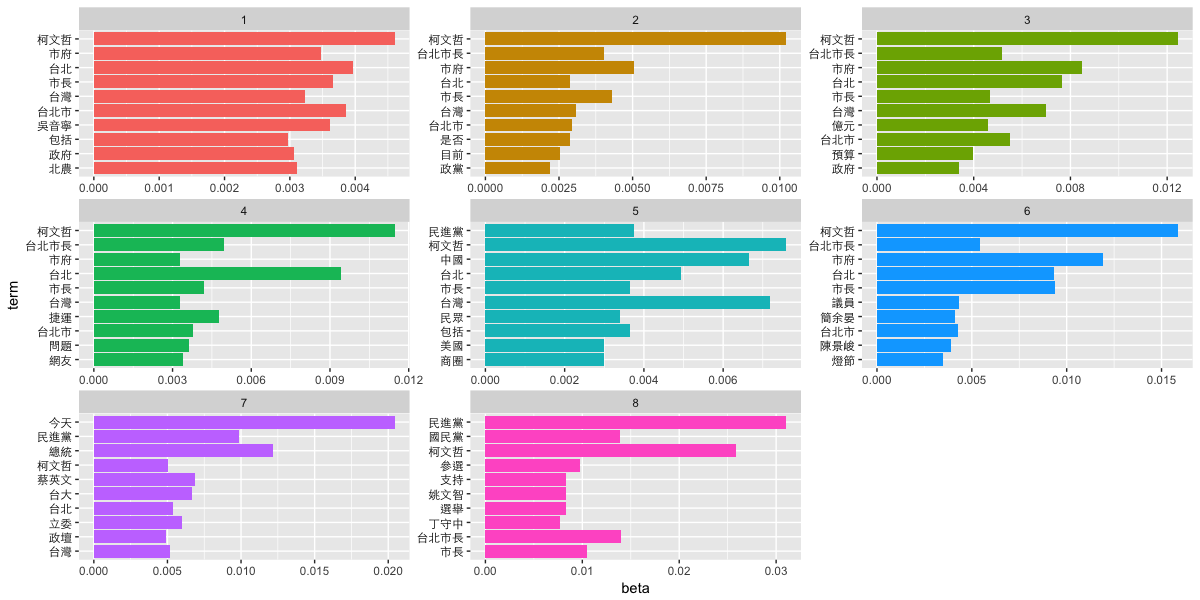 1
柯文哲
市府
台北
市長
台灣
台北市
吳音寧
包括
政府
北農
0.000 0.001 0.002 0.003 0.004
2
柯文哲
台北市長
市府
台北
市長
台灣
台北市
是否
目前
政黨
0.0000 0.0025 0.0050 0.0075 0.0100
3
柯文哲
台北市長
市府
台北
市長
台灣
億元
台北市
預算
政府
0.000 0.004 0.008 0.012
4
柯文哲
台北市長
市府
台北
市長
台灣
捷運
台北市
問題
網友
0.000 0.003 0.006 0.009 0.012
5
民進黨
柯文哲
中國
台北
市長
台灣
民眾
包括
美國
商圈
0.000 0.002 0.004 0.006
6
柯文哲
台北市長
市府
台北
市長
議員
簡余晏
台北市
陳景峻
燈節
0.000 0.005 0.010 0.015
7
今天
民進黨
總統
柯文哲
蔡英文
台大
台北
立委
政壇
台灣
0.000 0.005 0.010 0.015 0.020
8
民進黨
國民黨
柯文哲
參選
支持
姚文智
選舉
丁守中
台北市長
市長
0.00 0.01 0.02 0.03
term
beta